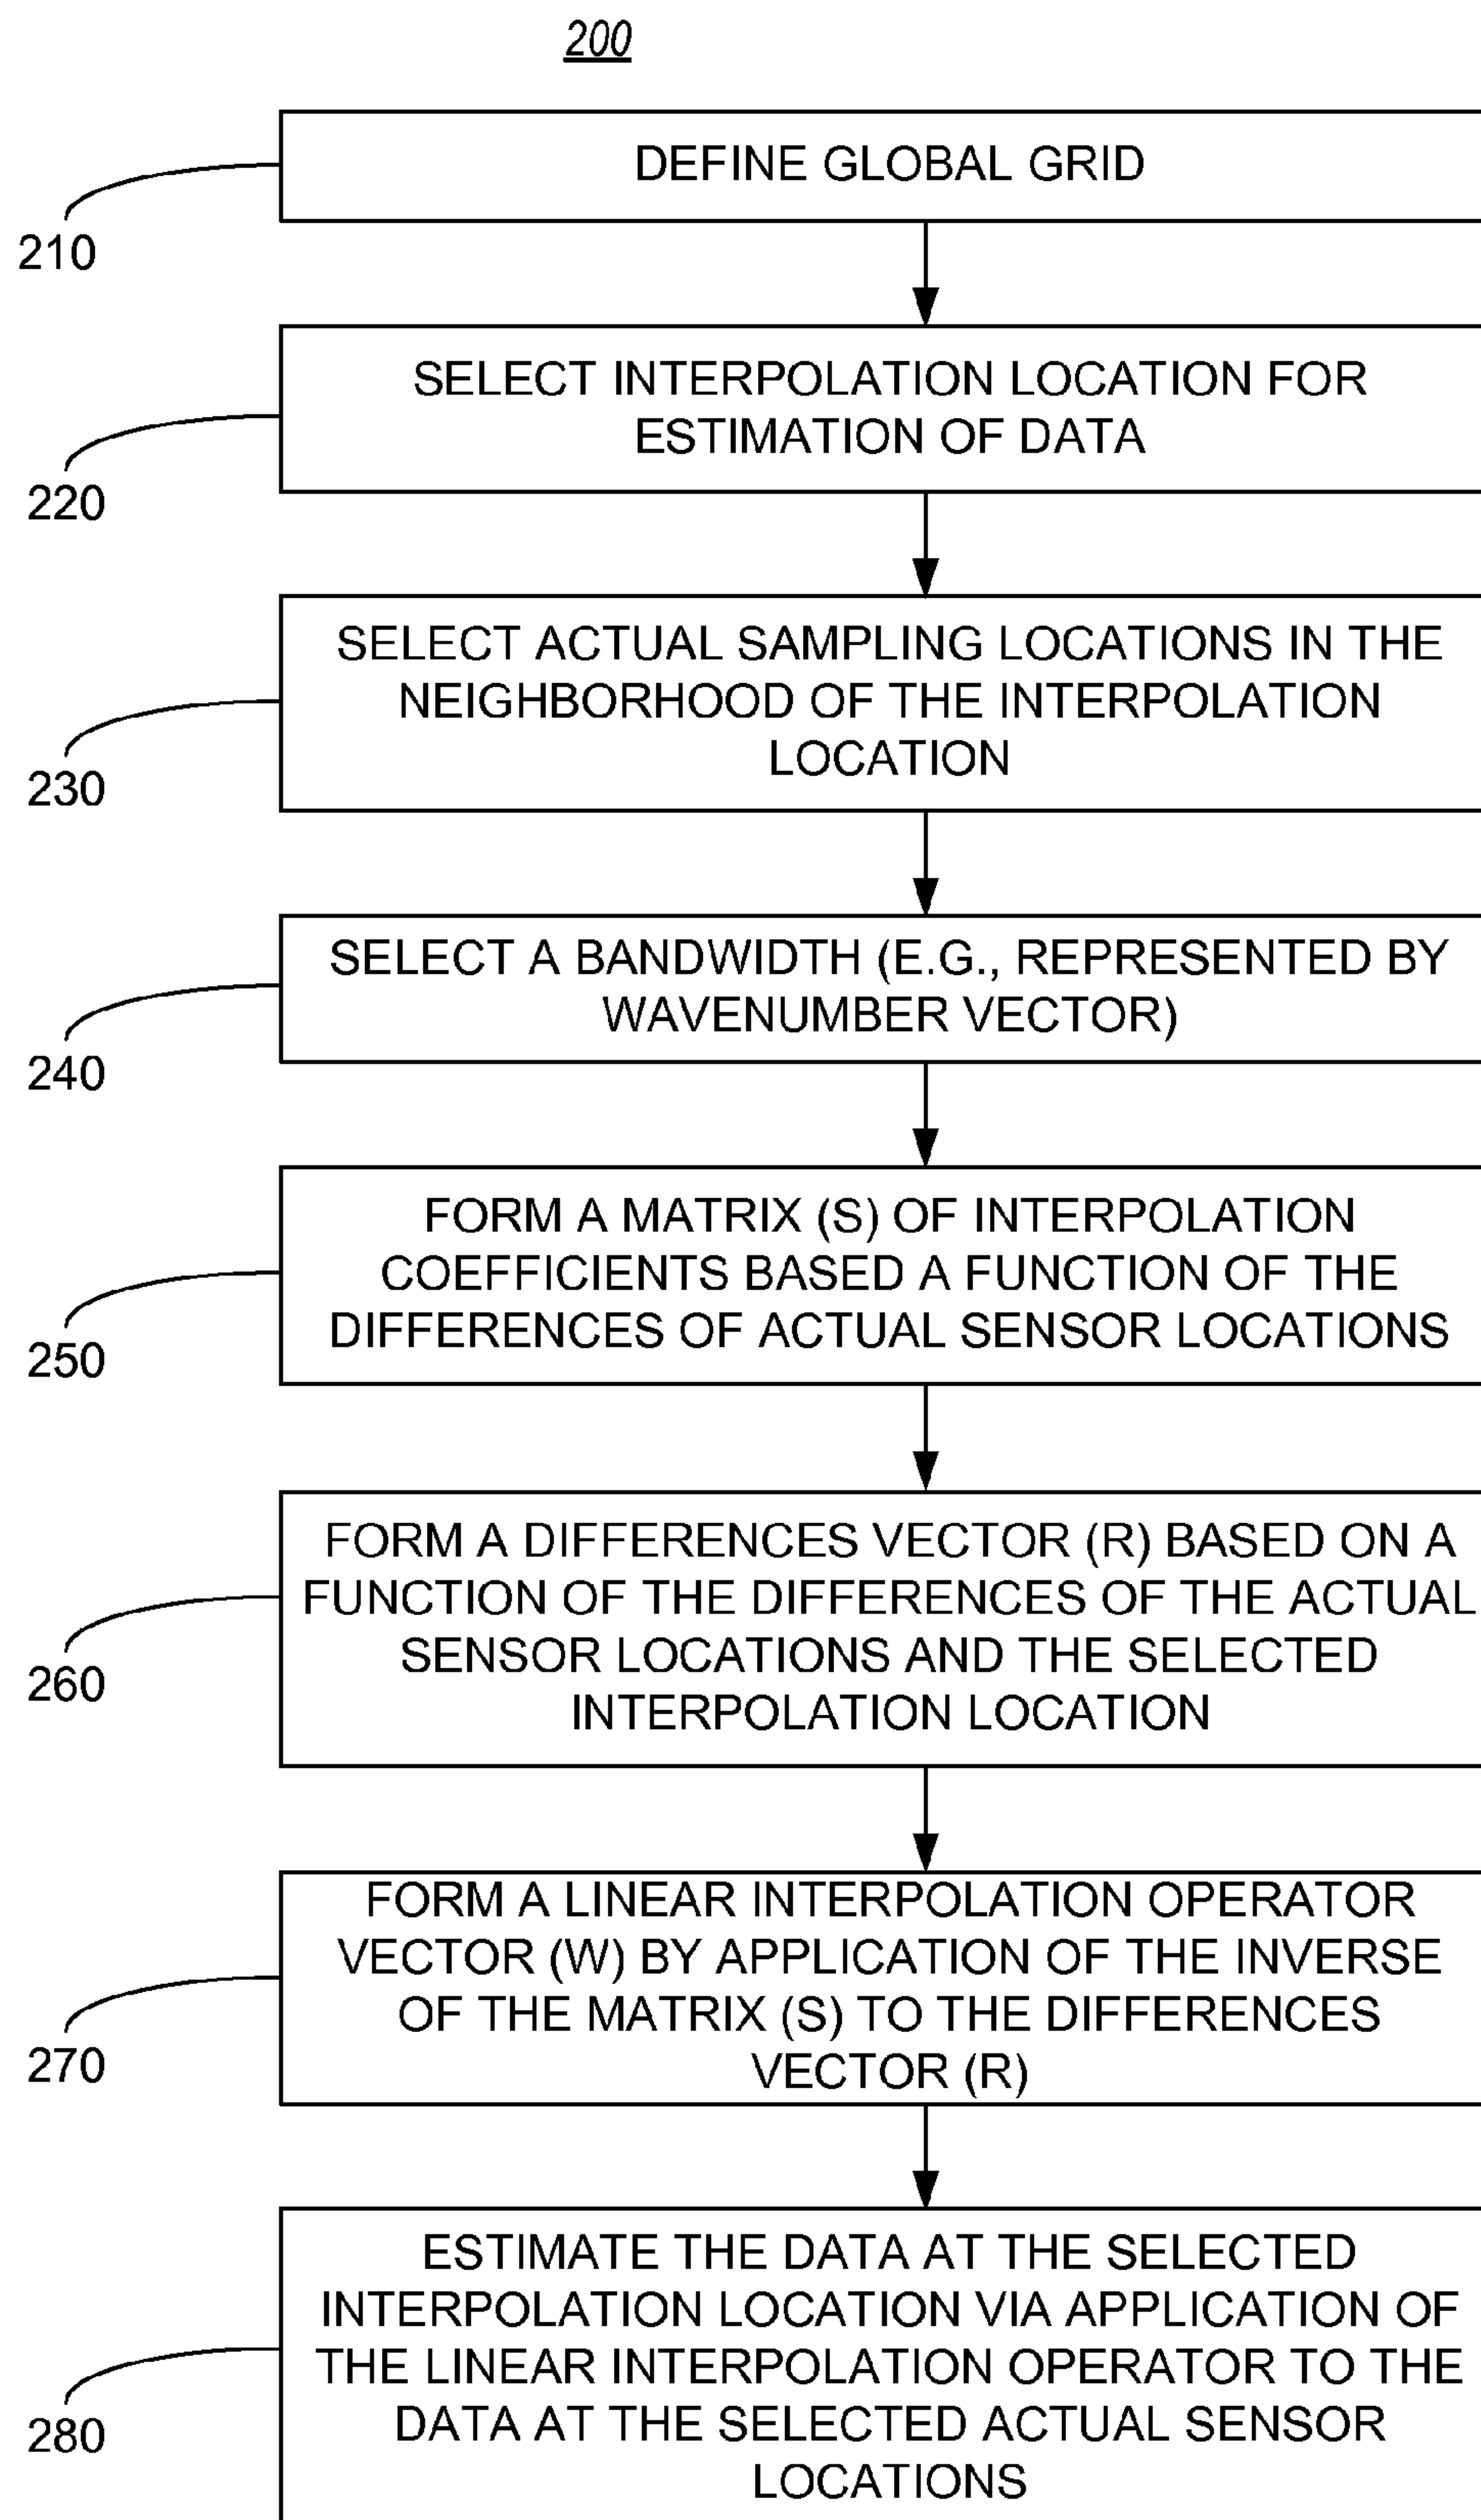 200
DEFINE GLOBAL GRID
210
SELECT INTERPOLATION LOCATION FOR
ESTIMATION OF DATA
220
SELECT ACTUAL SAMPLING LOCATIONS IN THE
NEIGHBORHOOD OF THE INTERPOLATION
LOCATION
230
SELECT A BANDWIDTH (E.G., REPRESENTED BY
WAVENUMBER VECTOR)
240
FORM A MATRIX (S) OF INTERPOLATION
COEFFICIENTS BASED A FUNCTION OF THE
DIFFERENCES OF ACTUAL SENSOR LOCATIONS
250
FORM A DIFFERENCES VECTOR (R) BASED ON A
FUNCTION OF THE DIFFERENCES OF THE ACTUAL
SENSOR LOCATIONS AND THE SELECTED
INTERPOLATION LOCATION
260
FORM A LINEAR INTERPOLATION OPERATOR
VECTOR (W) BY APPLICATION OF THE INVERSE
OF THE MATRIX (S) TO THE DIFFERENCES
VECTOR (R)
270
ESTIMATE THE DATA AT THE SELECTED
INTERPOLATION LOCATION VIA APPLICATION OF
THE LINEAR INTERPOLATION OPERATOR TO THE
DATA AT THE SELECTED ACTUAL SENSOR
LOCATIONS
280